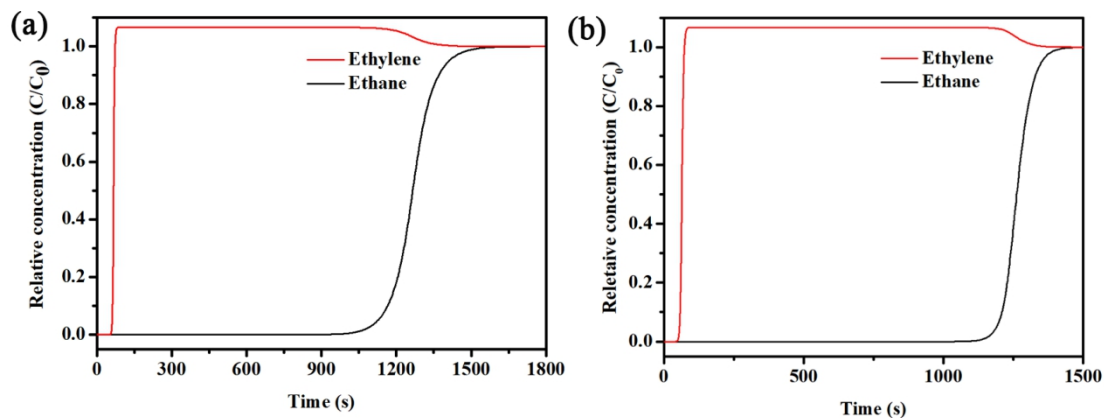 (a)
Relative concentration (C/C0)
1.0
0.8
0.6
0.4
0.2
0.0
Ethylene
Ethane
0 300 600 900 1200 1500 1800
Time (s)
(b)
Reletaive concentration (C/C0)
1.0
0.8
0.6
0.4
0.2
0.0
Ethylene
Ethane
0 500 1000 1500
Time (s)